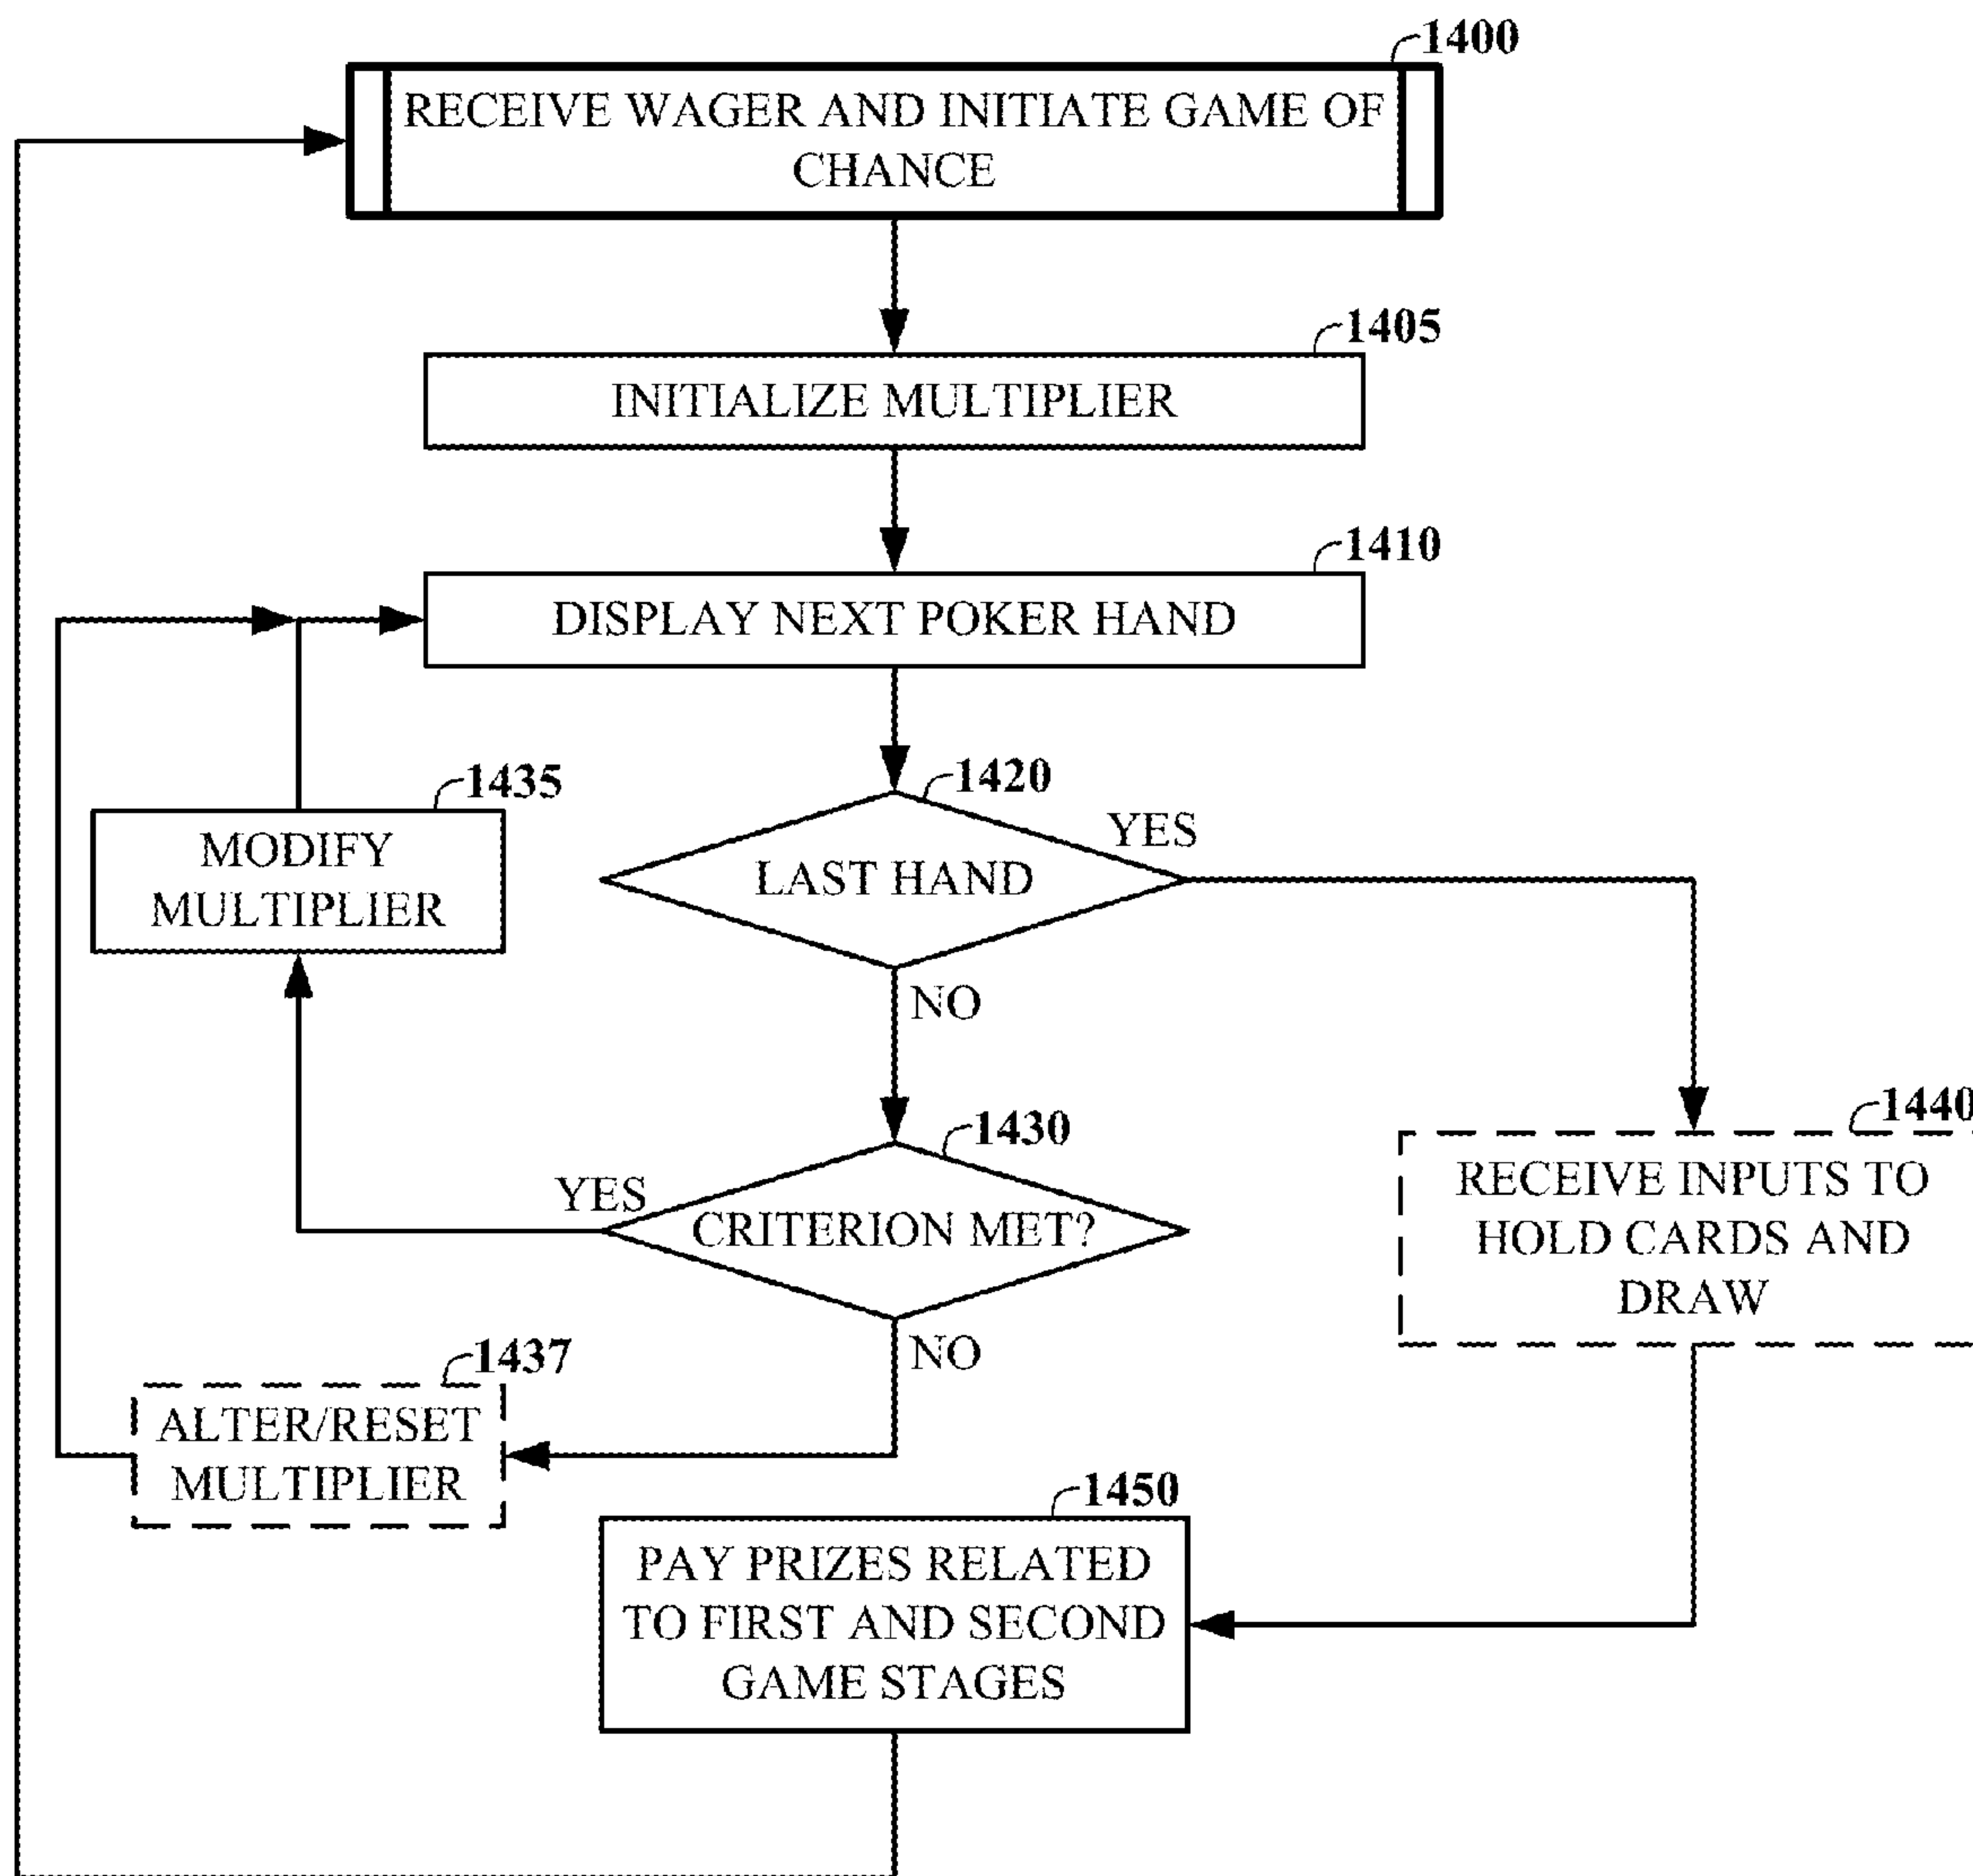 1400
RECEIVE WAGER AND INITIATE GAME OF
CHANCE
1405
INITIALIZE MULTIPLIER
1410
DISPLAY NEXT POKER HAND
1420
LAST HAND
YES
NO
1435
MODIFY
MULTIPLIER
1430
CRITERION MET?
YES
NO
1437
ALTER/RESET
MULTIPLIER
1440
RECEIVE INPUTS TO
HOLD CARDS AND
DRAW
1450
PAY PRIZES RELATED
TO FIRST AND SECOND
GAME STAGES